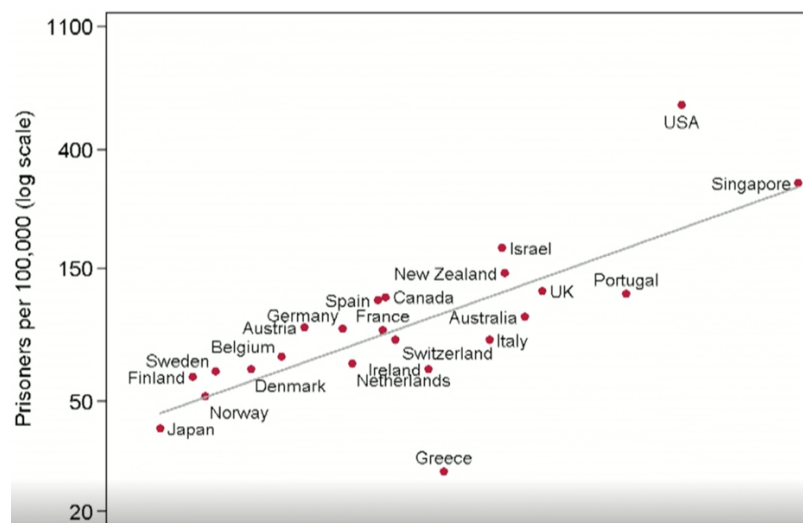 1100
Prisoners per 100,000 (log scale)
USA
400
Singapore
Israel
150
New Zealand
Portugal
UK
Spain
Canada
Germany
France
Australia
Austria
Italy
Belgium
Switzerland
Sweden
Ireland
Finland
Netherlands
Denmark
50
Norway
Japan
Greece
20